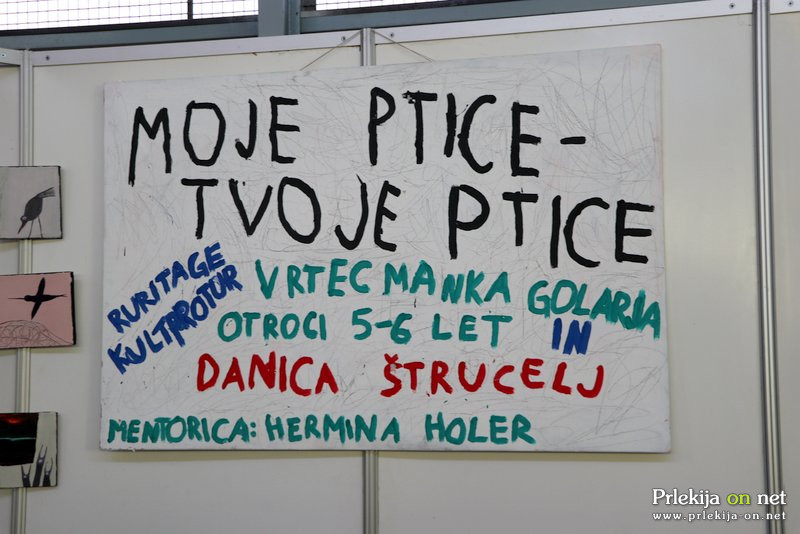 MOJE PTICE-
TVOJE PTICE
RURITAGE
KULTPROTUR
VRTEC MANKA GOLARJA
OTROCI 5-6 LET IN
DANICA ŠTRUCELJ
MENTORICA: HERMINA HOLER
Prlekija on net
www.prlekija-on.net